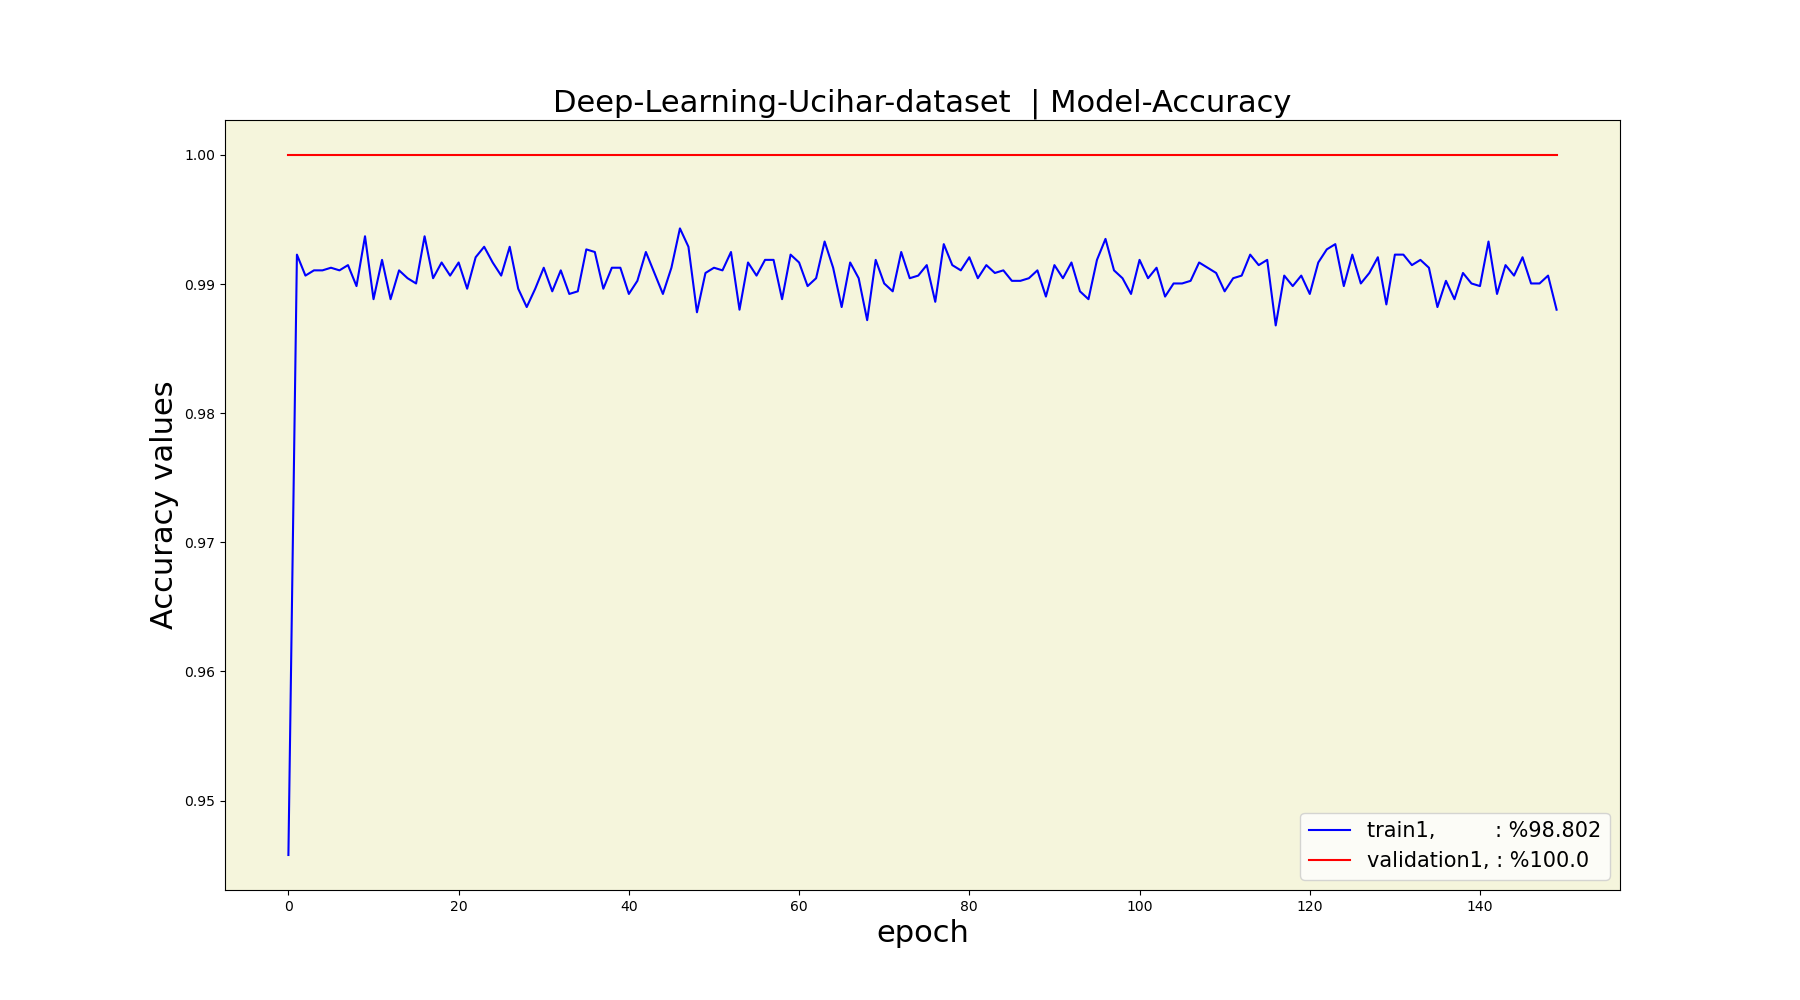 Deep-Learning-Ucihar-dataset | Model-Accuracy
Accuracy values
1.00
0.99
0.98
0.97
0.96
0.95
train1, : %98.802
validation1, : %100.0
0 20 40 60 80 100 120 140
epoch